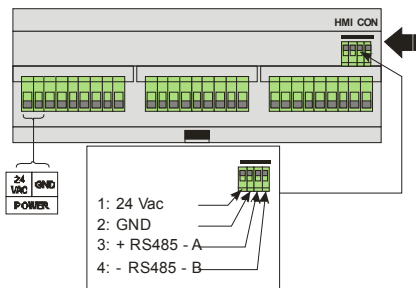 HMI CON
24 VAC GND
POWER
1: 24 Vac
2: GND
3: + RS485 - A
4: - RS485 - B